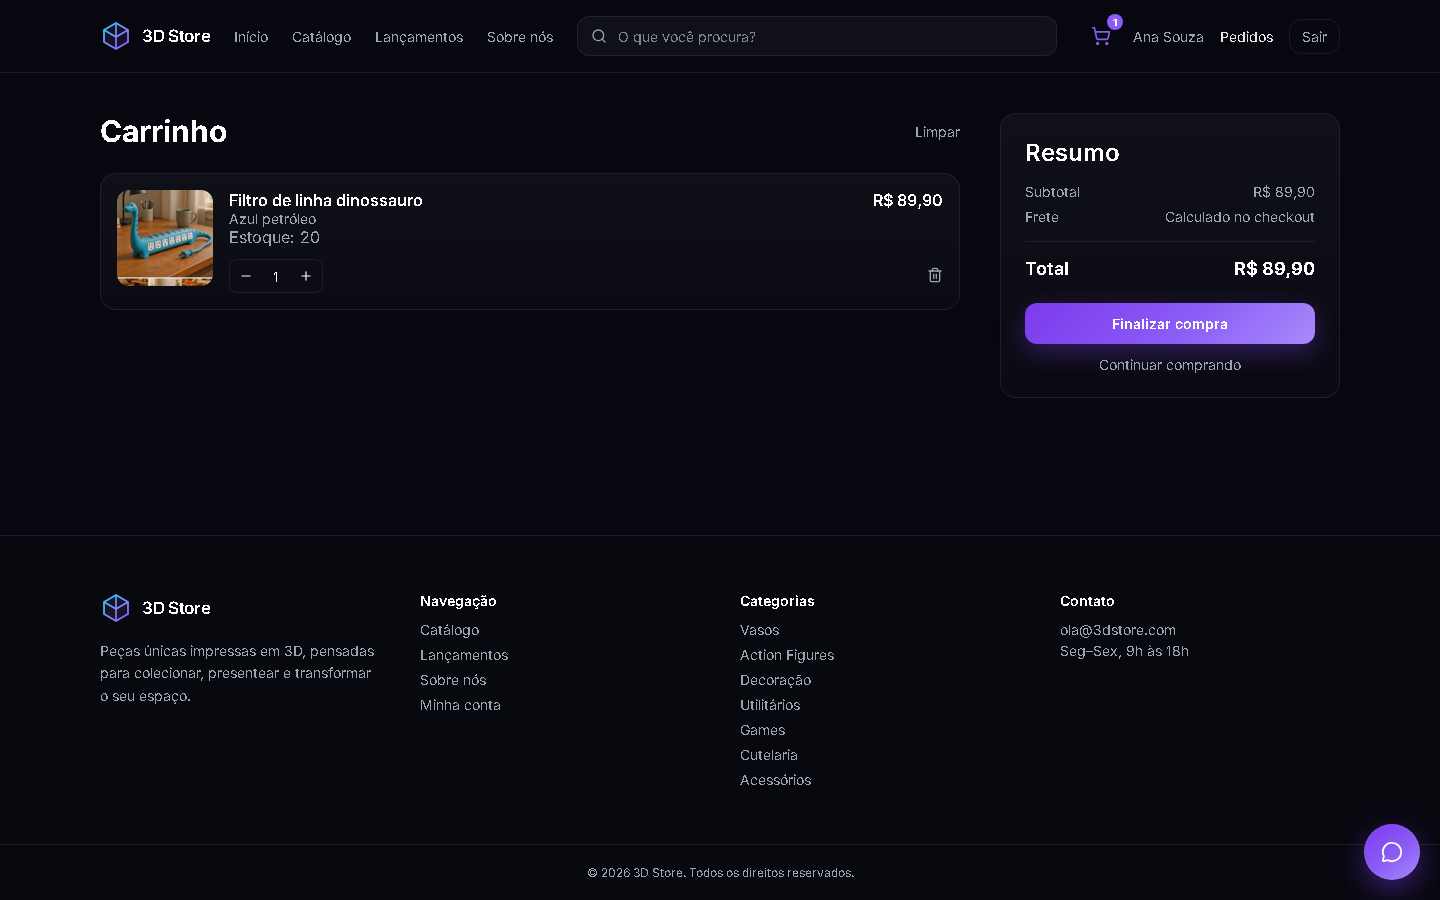 3D Store
Início
Catálogo
Lançamentos
Sobre nós
O que você procura?
1
Ana Souza
Pedidos
Sair
Carrinho
Limpar
Filtro de linha dinossauro
R$ 89,90
Azul petróleo
Estoque: 20
− 1 +
Resumo
Subtotal R$ 89,90
Frete Calculado no checkout
Total R$ 89,90
Finalizar compra
Continuar comprando
3D Store
Peças únicas impressas em 3D, pensadas
para colecionar, presentear e transformar
o seu espaço.
Navegação
Catálogo
Lançamentos
Sobre nós
Minha conta
Categorias
Vasos
Action Figures
Decoração
Utilitários
Games
Cutelaria
Acessórios
Contato
ola@3dstore.com
Seg–Sex, 9h às 18h
© 2026 3D Store. Todos os direitos reservados.